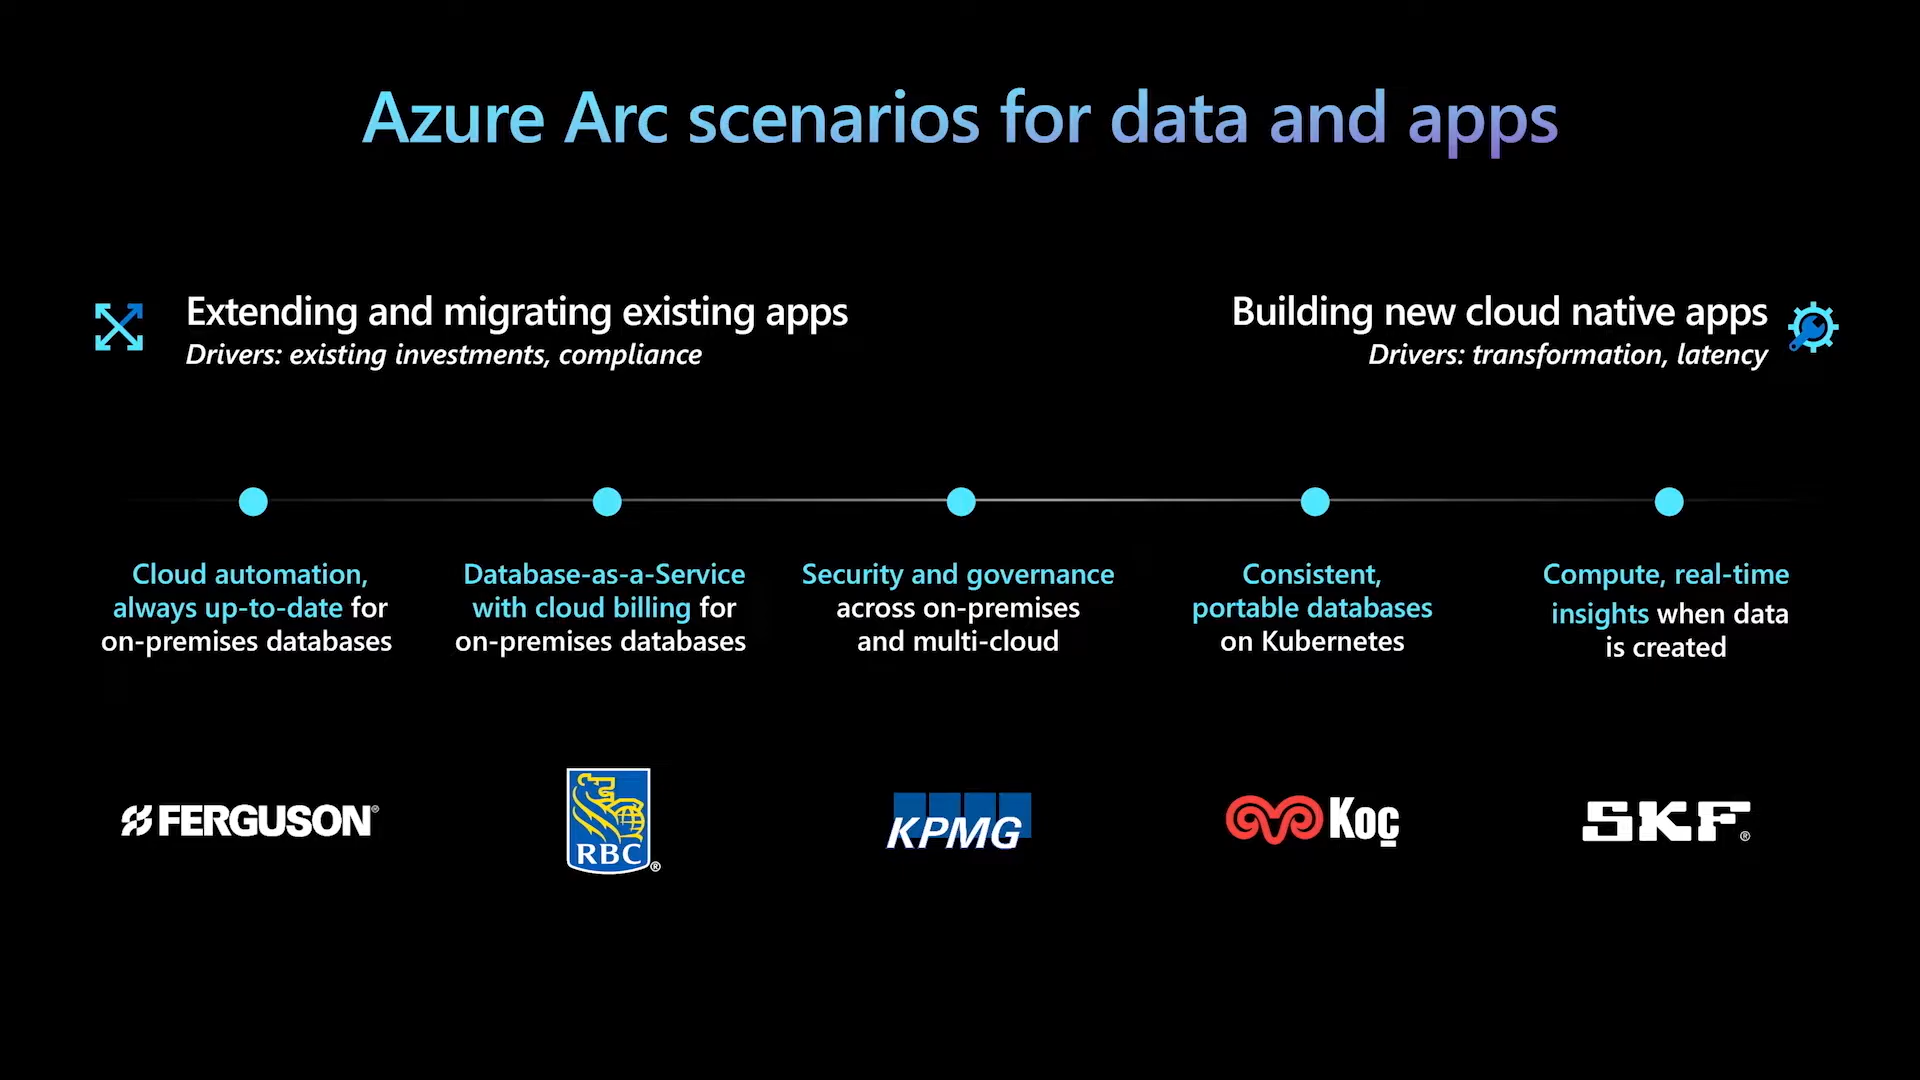 Azure Arc scenarios for data and apps
Extending and migrating existing apps
Drivers: existing investments, compliance
Building new cloud native apps
Drivers: transformation, latency
Cloud automation,
always up-to-date for
on-premises databases
Database-as-a-Service
with cloud billing for
on-premises databases
Security and governance
across on-premises
and multi-cloud
Consistent,
portable databases
on Kubernetes
Compute, real-time
insights when data
is created
FERGUSON®
RBC®
KPMG
Koç
SKF®